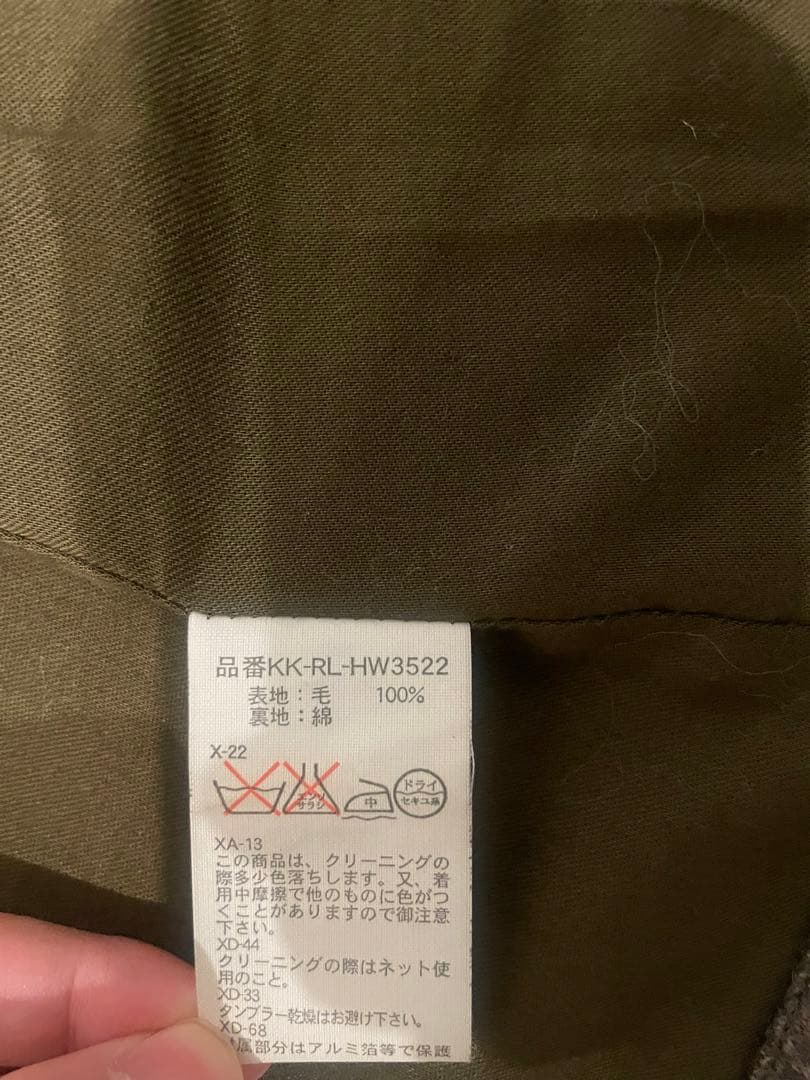 品番KK-RL-HW3522
表地：毛 100%
裏地：綿
X-22
エンソ サラシ 中 ドライ セキユ系
XA-13
この商品は、クリーニングの
際多少色落ちします。又、着
用中摩擦で他のものに色がつ
くことがありますので御注意
下さい。
XD-44
クリーニングの際はネット使
用のこと。
XD-33
タンブラー乾燥はお避け下さい。
XD-68
属部分はアルミ箔等で保護